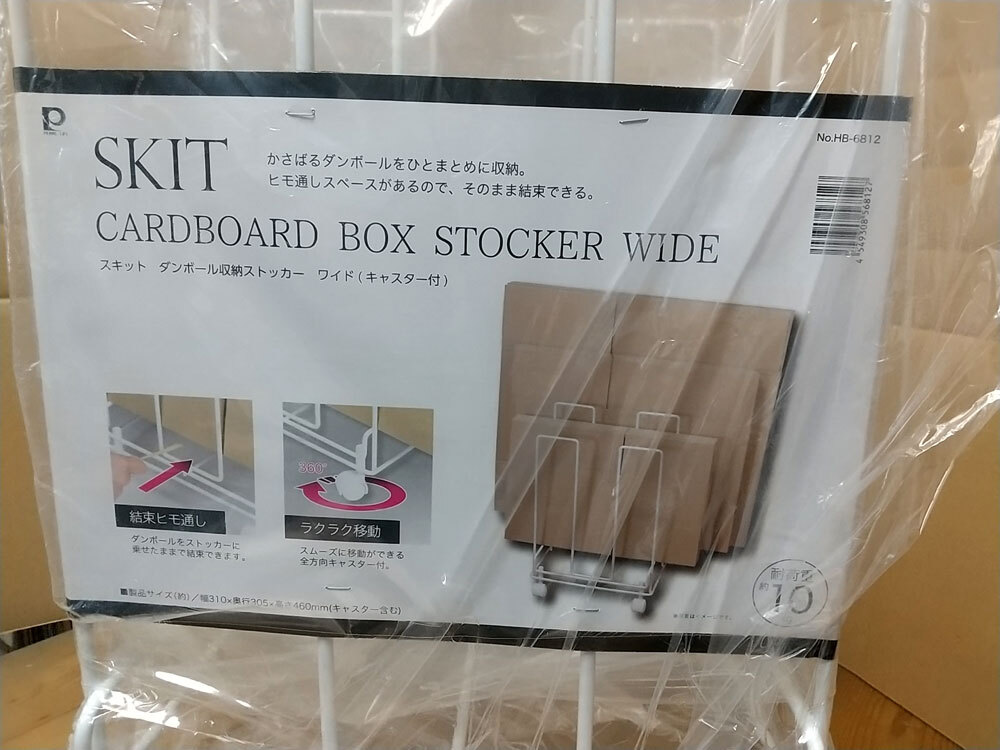 No.HB-6812
SKIT
かさばるダンボールをひとまとめに収納。
ヒモ通しスペースがあるので、そのまま結束できる。
4 549308 568127
CARDBOARD BOX STOCKER WIDE
スキット ダンボール収納ストッカー ワイド(キャスター付)
結束ヒモ通し
ダンボールをストッカーに
乗せたままで結束できます。
360°
ラクラク移動
スムーズに移動ができる
全方向キャスター付。
■製品サイズ(約)/幅310×奥行305×高さ460mm(キャスター含む)
耐荷重
約10